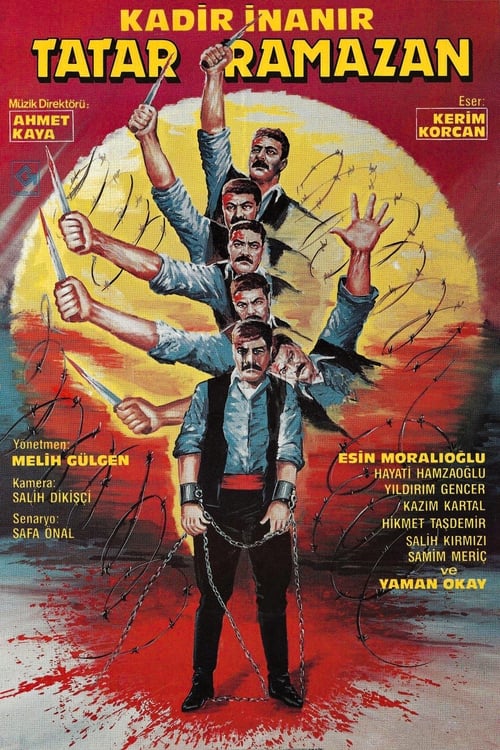 KADİR İNANIR
TATAR RAMAZAN
Müzik Direktörü:
AHMET
KAYA
Eser:
KERİM
KORCAN
Yönetmen:
MELİH GÜLGEN
Kamera:
SALİH DİKİŞÇİ
Senaryo:
SAFA ÖNAL
ESİN MORALIOĞLU
HAYATİ HAMZAOĞLU
YILDIRIM GENCER
KAZIM KARTAL
HİKMET TAŞDEMİR
SALİH KIRMIZI
SAMİM MERİÇ
ve
YAMAN OKAY